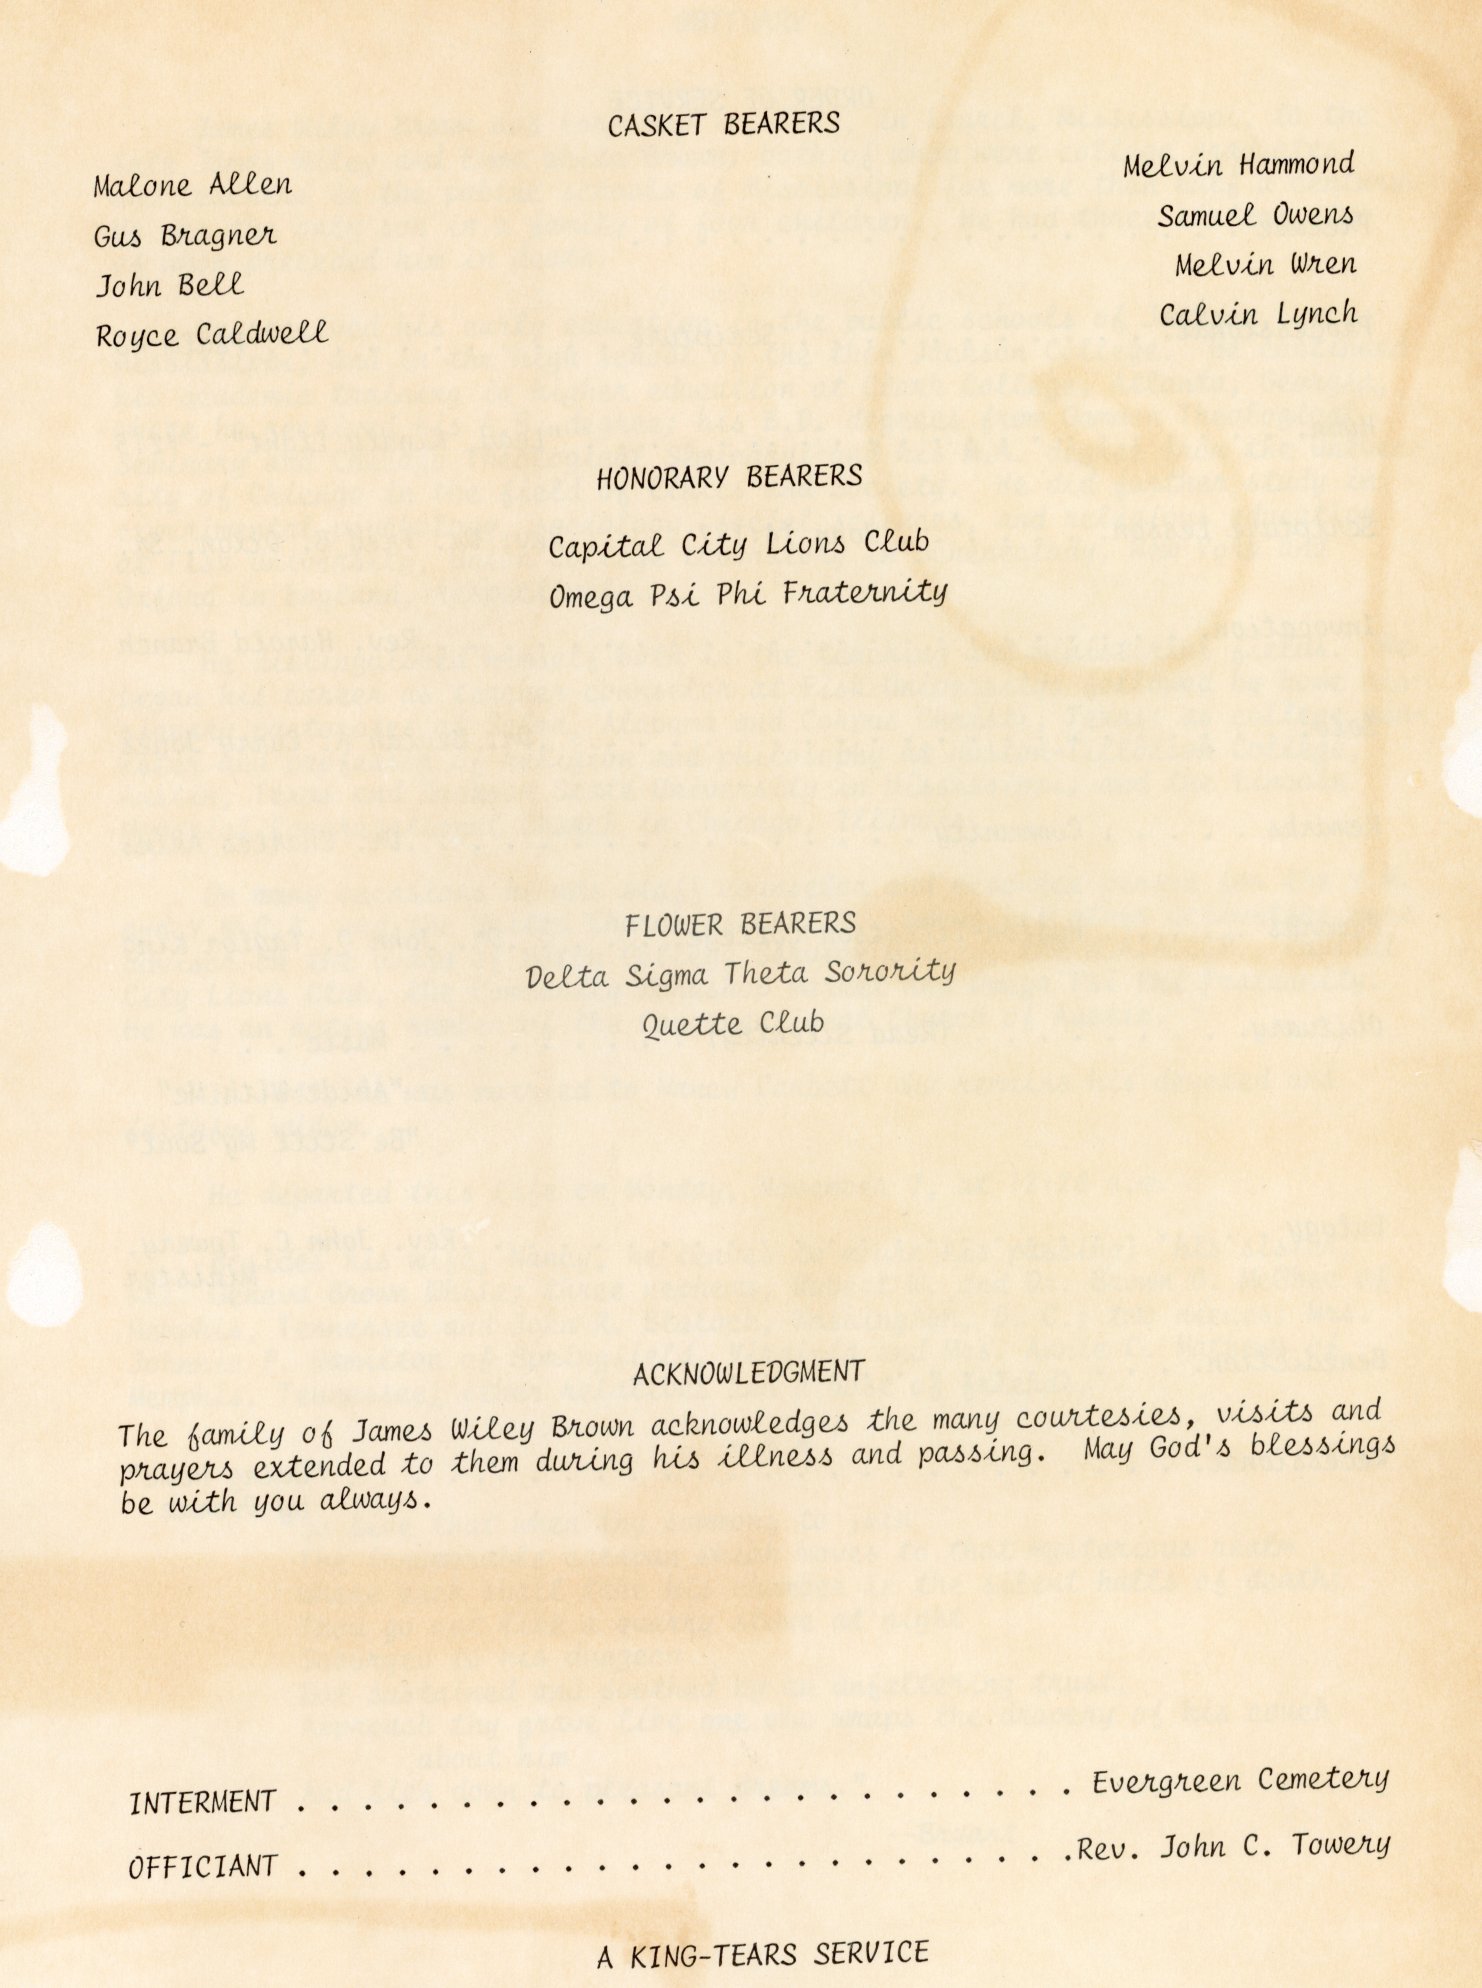 CASKET BEARERS
Malone Allen
Gus Bragner
John Bell
Royce Caldwell
Melvin Hammond
Samuel Owens
Melvin Wren
Calvin Lynch
HONORARY BEARERS
Capital City Lions Club
Omega Psi Phi Fraternity
FLOWER BEARERS
Delta Sigma Theta Sorority
Quette Club
ACKNOWLEDGMENT
The family of James Wiley Brown acknowledges the many courtesies, visits and
prayers extended to them during his illness and passing.  May God's blessings
be with you always.
INTERMENT . . . . . . . . . . . . . . . . . . . . . . . . Evergreen Cemetery
OFFICIANT . . . . . . . . . . . . . . . . . . . . . . . .Rev. John C. Towery
A KING-TEARS SERVICE